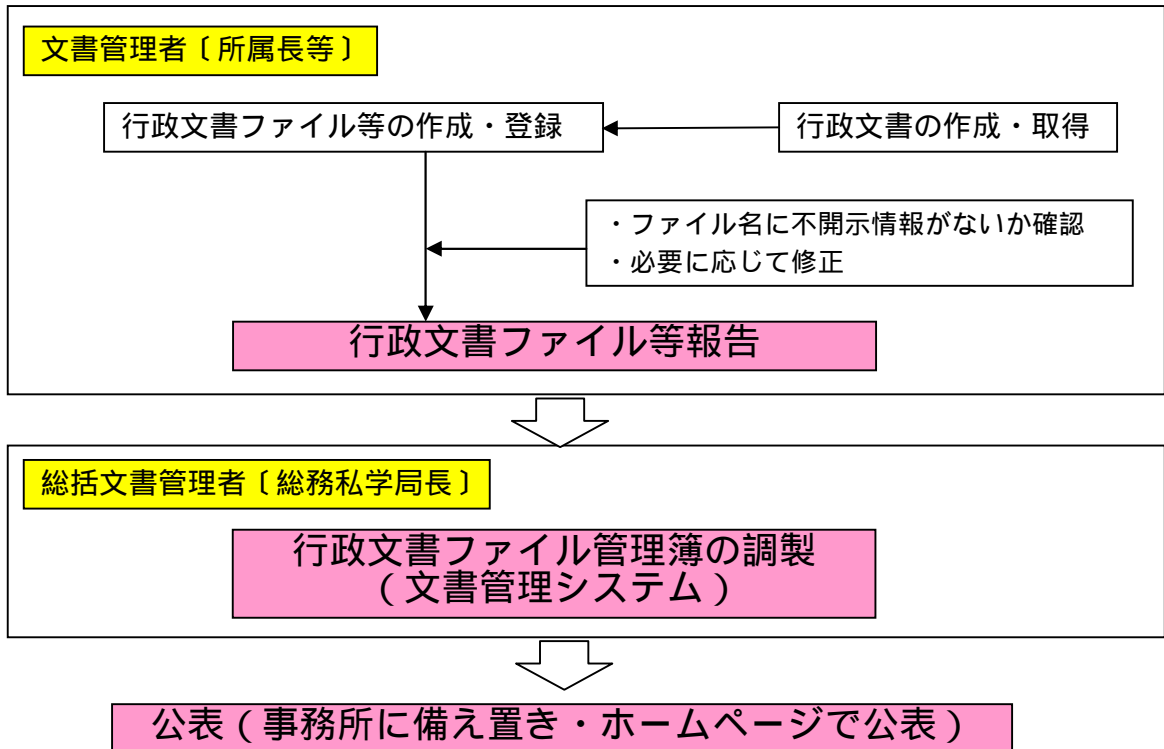 文書管理者〔所属長等〕
行政文書ファイル等の作成・登録
行政文書の作成・取得
・ファイル名に不開示情報がないか確認
・必要に応じて修正
行政文書ファイル等報告
総括文書管理者〔総務私学局長〕
行政文書ファイル管理簿の調製
（文書管理システム）
公表（事務所に備え置き・ホームページで公表）